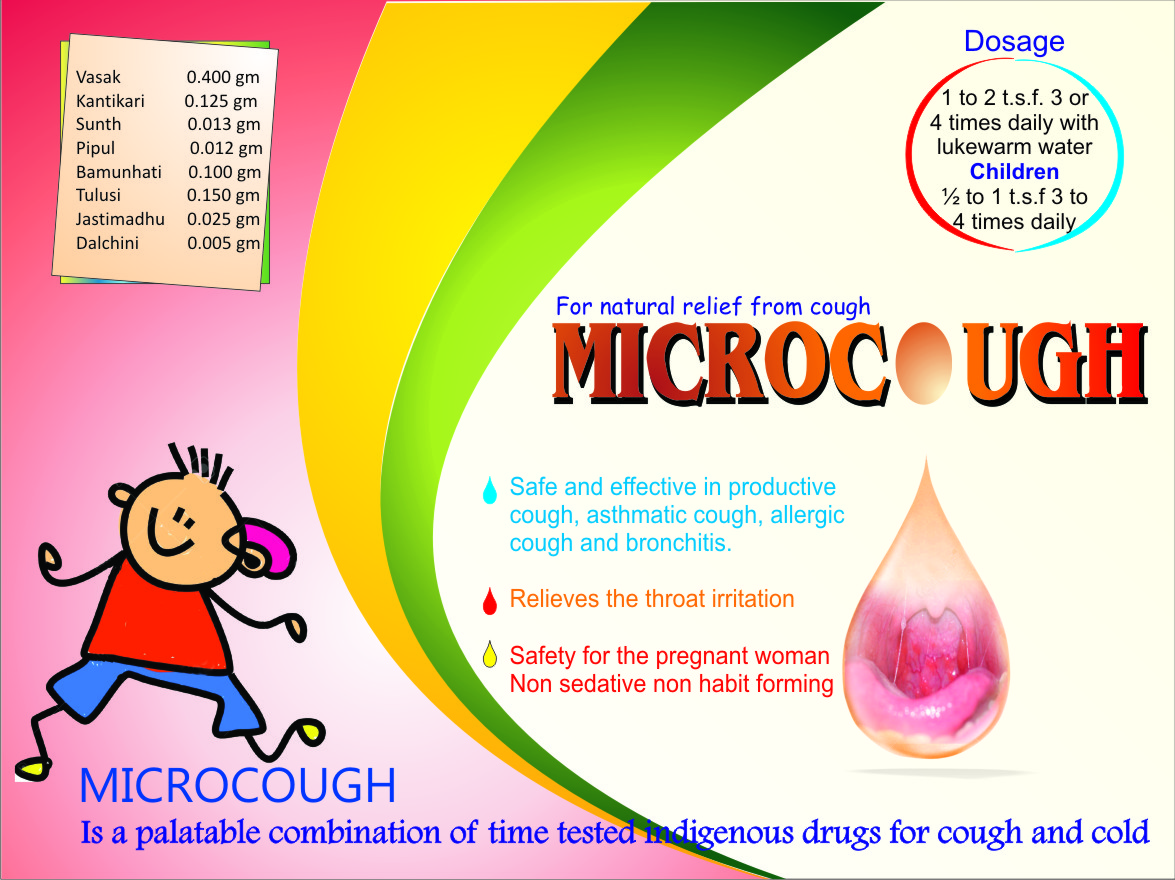 Vasak 0.400 gm
Kantikari 0.125 gm
Sunth 0.013 gm
Pipul 0.012 gm
Bamunhati 0.100 gm
Tulusi 0.150 gm
Jastimadhu 0.025 gm
Dalchini 0.005 gm
Dosage
1 to 2 t.s.f. 3 or
4 times daily with
lukewarm water
Children
½ to 1 t.s.f 3 to
4 times daily
For natural relief from cough
MICROCOUGH
Safe and effective in productive
cough, asthmatic cough, allergic
cough and bronchitis.
Relieves the throat irritation
Safety for the pregnant woman
Non sedative non habit forming
MICROCOUGH
Is a palatable combination of time tested indigenous drugs for cough and cold